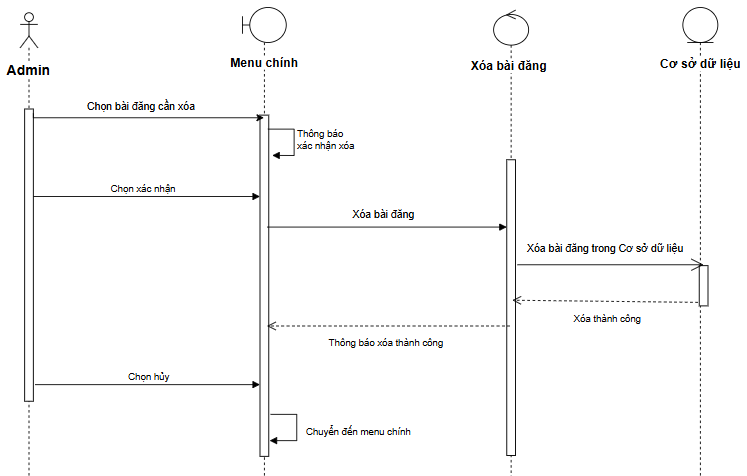 Admin
Menu chính
Xóa bài đăng
Cơ sở dữ liệu
Chọn bài đăng cần xóa
Thông báo
xác nhận xóa
Chọn xác nhận
Xóa bài đăng
Xóa bài đăng trong Cơ sở dữ liệu
Xóa thành công
Thông báo xóa thành công
Chọn hủy
Chuyển đến menu chính